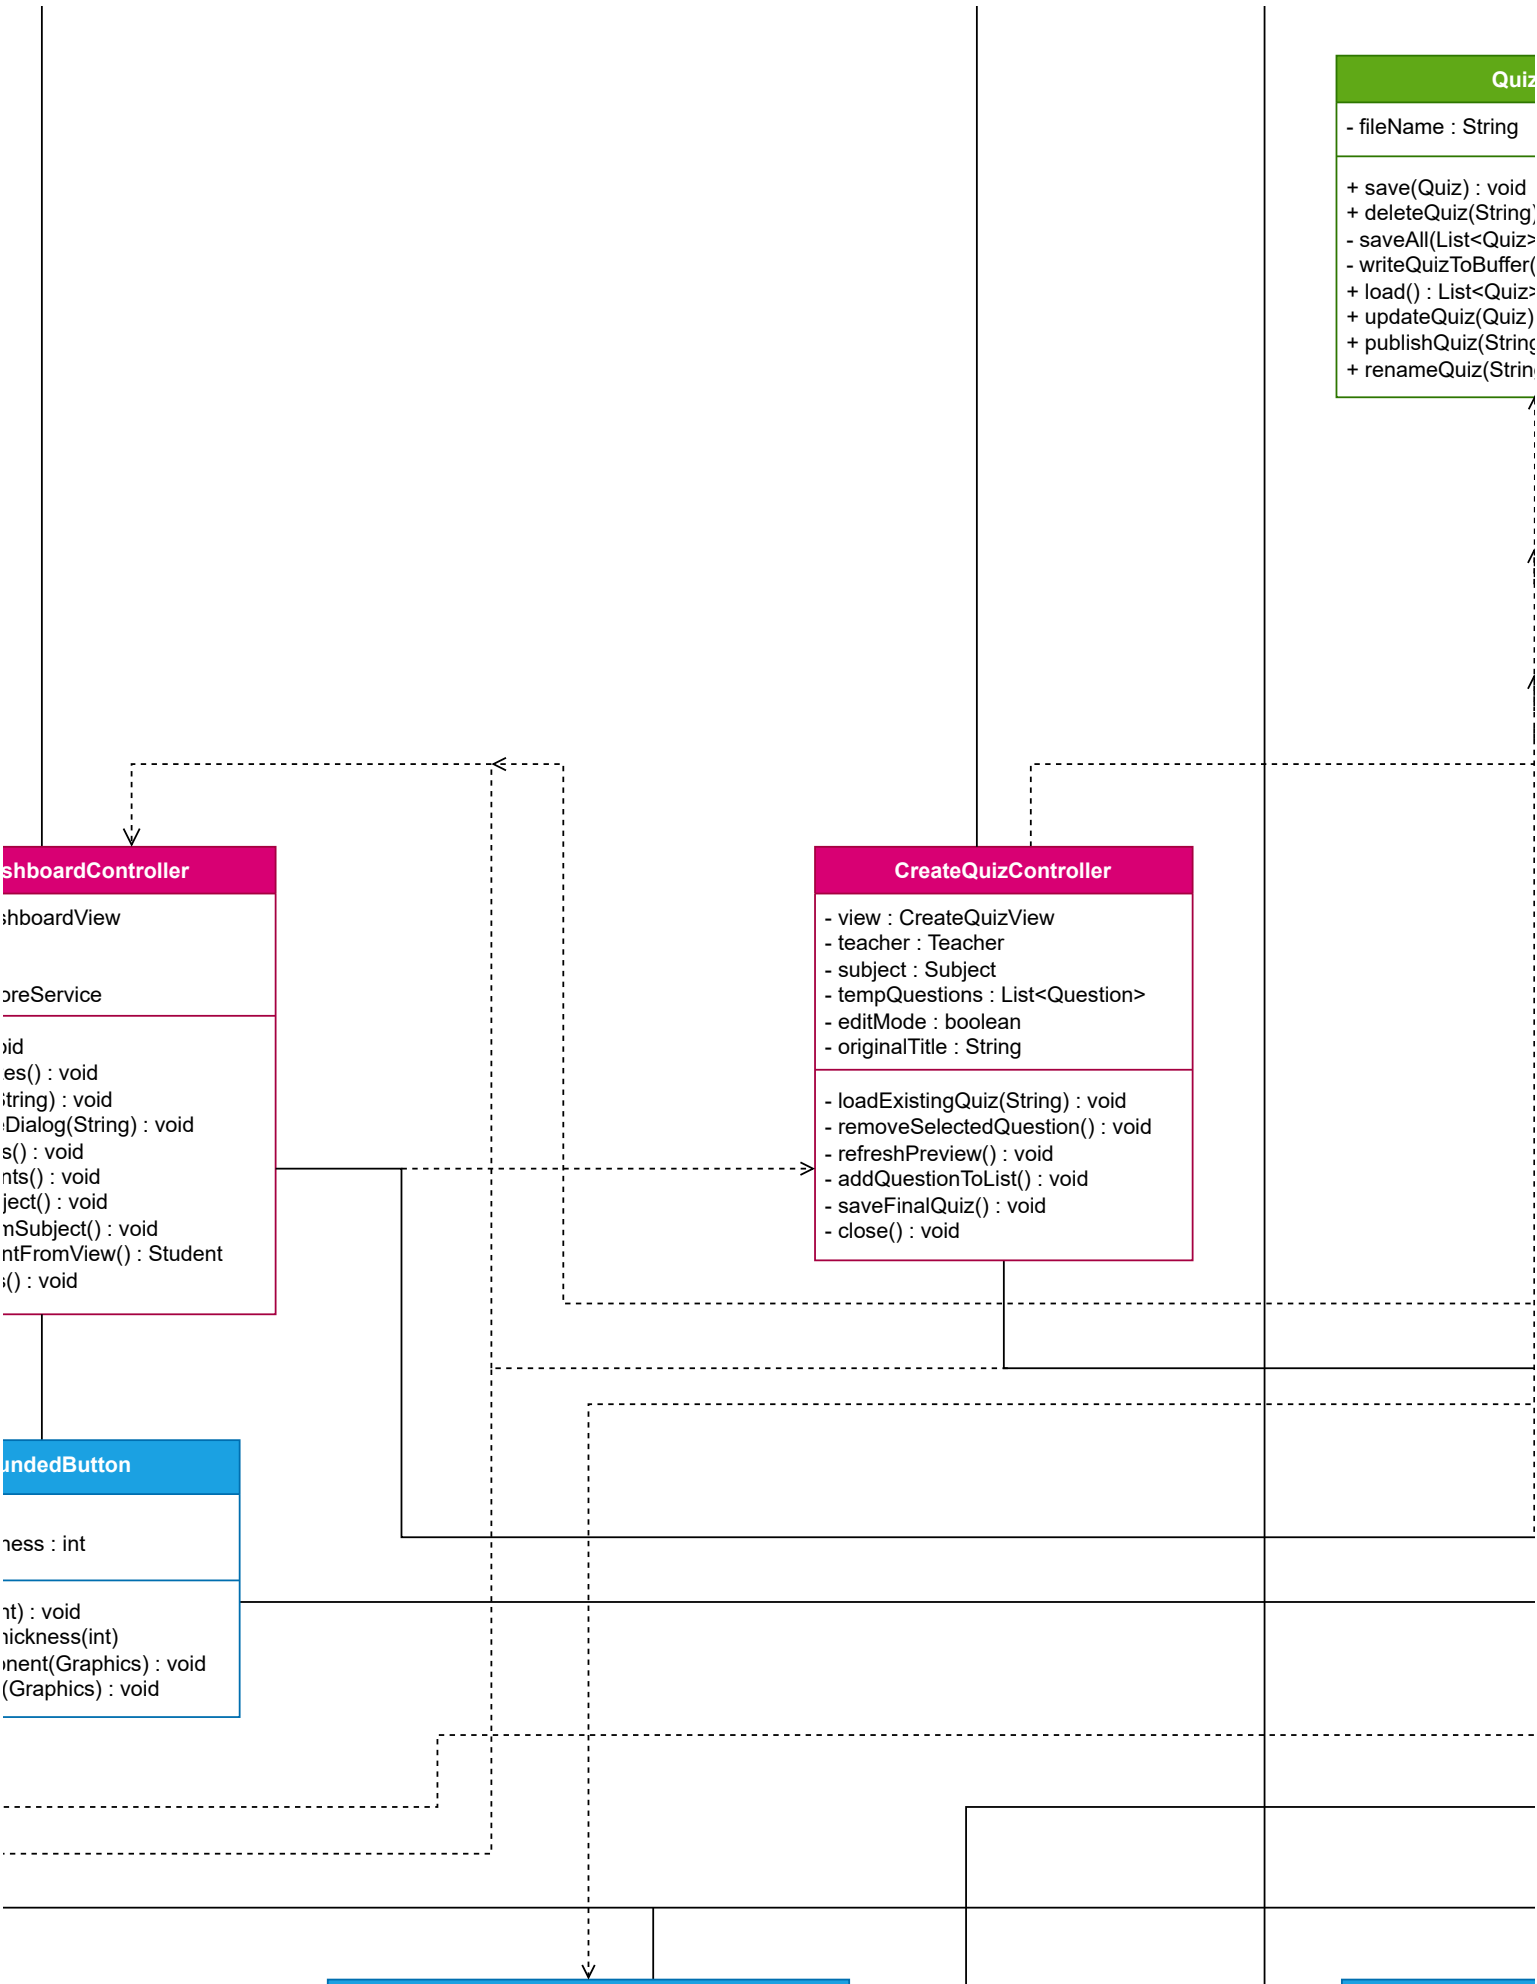 Quiz
- fileName : String
+ save(Quiz) : void
+ deleteQuiz(String)
- saveAll(List<Quiz>
- writeQuizToBuffer(
+ load() : List<Quiz>
+ updateQuiz(Quiz)
+ publishQuiz(String
+ renameQuiz(String
shboardController
shboardView
oreService
oid
es() : void
String) : void
eDialog(String) : void
s() : void
nts() : void
ject() : void
mSubject() : void
ntFromView() : Student
s() : void
CreateQuizController
- view : CreateQuizView
- teacher : Teacher
- subject : Subject
- tempQuestions : List<Question>
- editMode : boolean
- originalTitle : String
- loadExistingQuiz(String) : void
- removeSelectedQuestion() : void
- refreshPreview() : void
- addQuestionToList() : void
- saveFinalQuiz() : void
- close() : void
undedButton
ness : int
nt) : void
hickness(int)
onent(Graphics) : void
(Graphics) : void